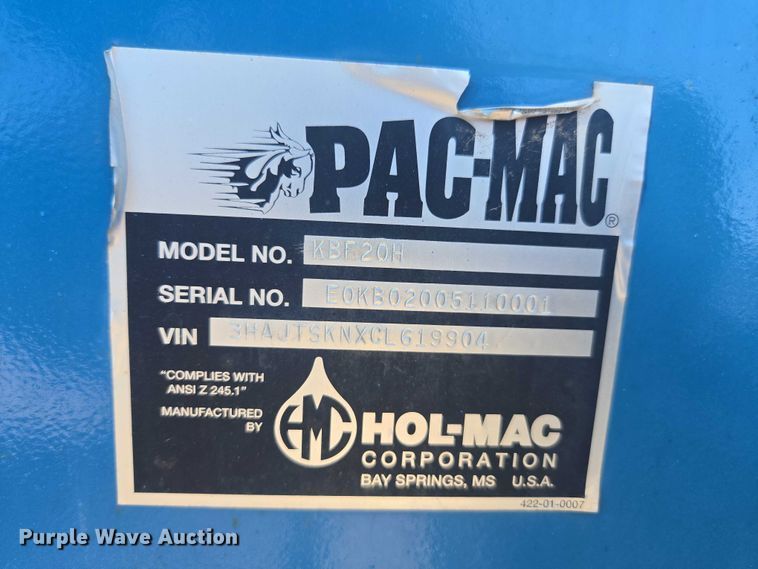 PAC-MAC®
MODEL NO. KBF20H
SERIAL NO. E0KB02005110001
VIN 3HAJTSKNXCL619904
"COMPLIES WITH
ANSI Z 245.1"
MANUFACTURED
BY
HMC
HOL-MAC
CORPORATION
BAY SPRINGS, MS U.S.A.
422-01-0007
Purple Wave Auction